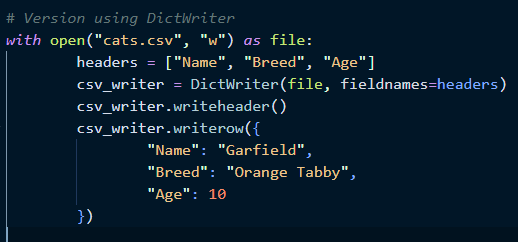 # Version using DictWriter
with open("cats.csv", "w") as file:
headers = ["Name", "Breed", "Age"]
csv_writer = DictWriter(file, fieldnames=headers)
csv_writer.writeheader()
csv_writer.writerow({
"Name": "Garfield",
"Breed": "Orange Tabby",
"Age": 10
})